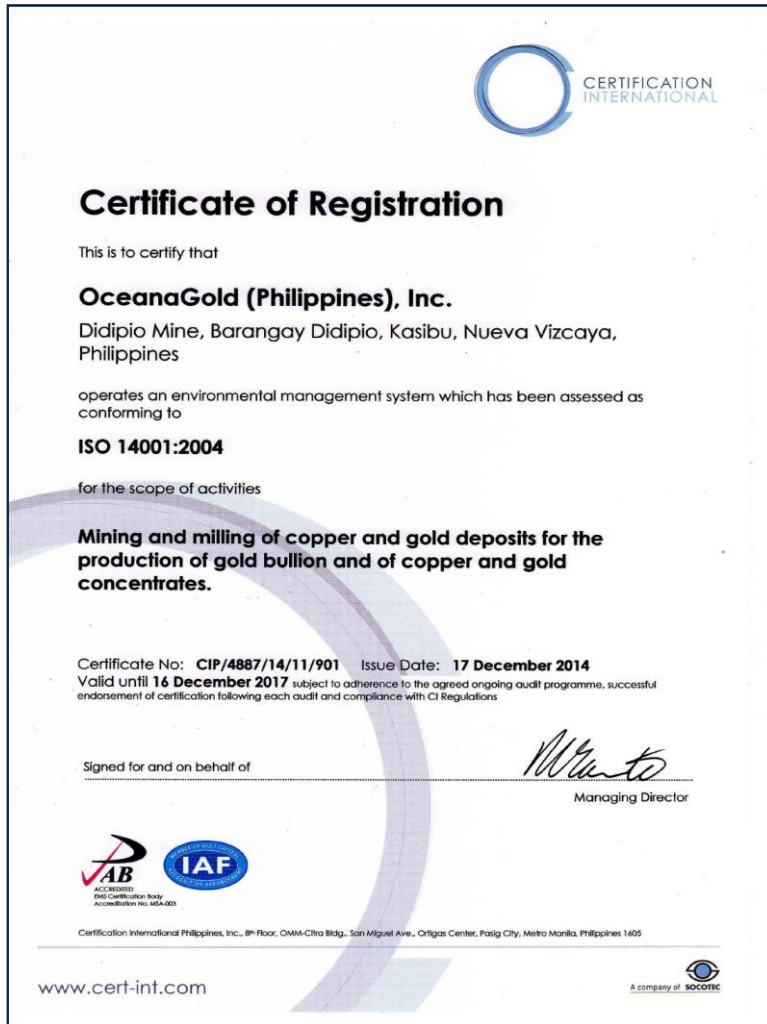 CERTIFICATION
INTERNATIONAL
Certificate of Registration
This is to certify that
OceanaGold (Philippines), Inc.
Didipio Mine, Barangay Didipio, Kasibu, Nueva Vizcaya,
Philippines
operates an environmental management system which has been assessed as
conforming to
ISO 14001:2004
for the scope of activities
Mining and milling of copper and gold deposits for the
production of gold bullion and of copper and gold
concentrates.
Certificate No: CIP/4887/14/11/901 Issue Date: 17 December 2014
Valid until 16 December 2017 subject to adherence to the agreed ongoing audit programme, successful
endorsement of certification following each audit and compliance with CI Regulations
Signed for and on behalf of
Managing Director
PAB
ACCREDITED
EMS Certification Body
Accreditation No. MSA-003
MEMBER OF MULTILATERAL
IAF
RECOGNITION ARRANGEMENT
Certification International Philippines, Inc., 8th Floor, OMM-Citra Bldg., San Miguel Ave., Ortigas Center, Pasig City, Metro Manila, Philippines 1605
www.cert-int.com
A company of SOCOTEC